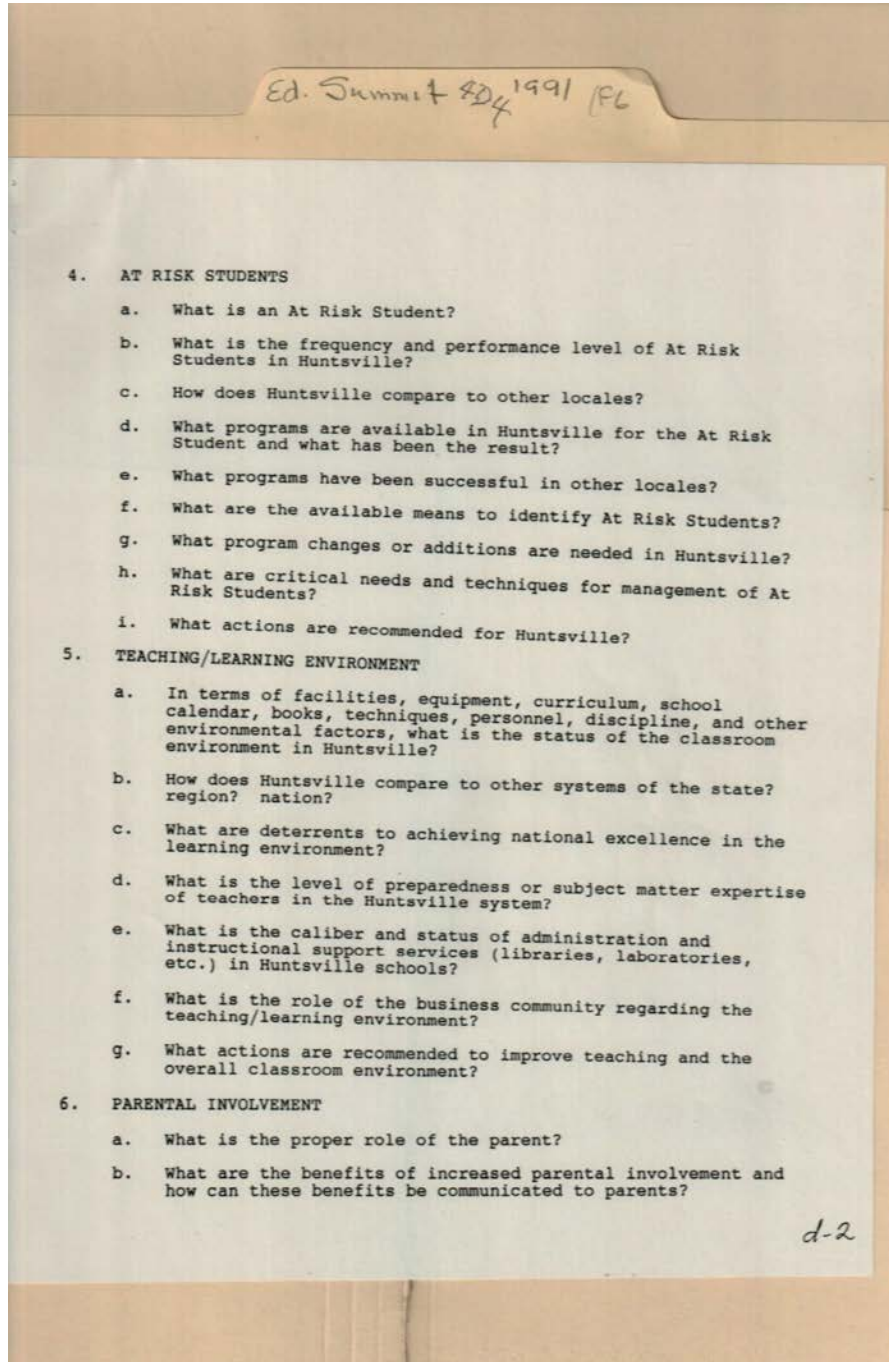 Ed. Summit 1991
4. AT RISK STUDENTS
a. What is an At Risk Student?
b. What is the frequency and performance level of At Risk
Students in Huntsville?
c. How does Huntsville compare to other locales?
d. What programs are available in Huntsville for the At Risk
Student and what has been the result?
e. What programs have been successful in other locales?
f. What are the available means to identify At Risk Students?
g. What program changes or additions are needed in Huntsville?
h. What are critical needs and techniques for management of At
Risk Students?
i. What actions are recommended for Huntsville?
5. TEACHING/LEARNING ENVIRONMENT
a. In terms of facilities, equipment, curriculum, school
calendar, books, techniques, personnel, discipline, and other
environmental factors, what is the status of the classroom
environment in Huntsville?
b. How does Huntsville compare to other systems of the state?
region? nation?
c. What are deterrents to achieving national excellence in the
learning environment?
d. What is the level of preparedness or subject matter expertise
of teachers in the Huntsville system?
e. What is the caliber and status of administration and
instructional support services (libraries, laboratories,
etc.) in Huntsville schools?
f. What is the role of the business community regarding the
teaching/learning environment?
g. What actions are recommended to improve teaching and the
overall classroom environment?
6. PARENTAL INVOLVEMENT
a. What is the proper role of the parent?
b. What are the benefits of increased parental involvement and
how can these benefits be communicated to parents?
d-2